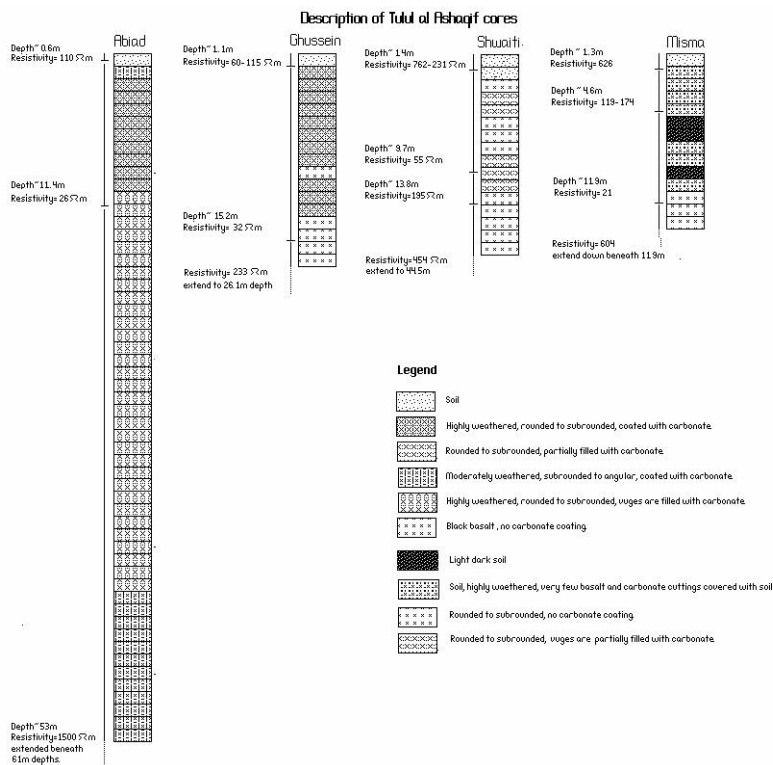 Description of Tulul al Ashaqif cores
Abiad
Depth~ 0.6m
Resistivity= 110 Ωm
Depth~11.4m
Resistivity= 26Ωm
Depth~53m
Resistivity=1500 Ωm
extended beneath
61m depths.
Ghussein
Depth~ 1.1m
Resistivity= 60-115 Ωm
Depth~ 15.2m
Resistivity= 32 Ωm
Resistivity= 233 Ωm
extend to 26.1m depth
Shwaiti
Depth~ 1.4m
Resistivity= 762-231Ωm
Depth~ 9.7m
Resistivity= 55 Ωm
Depth~ 13.8m
Resistivity=195Ωm
Resistivity=454 Ωm
extend to 44.5m
Misma
Depth~ 1.3m
Resistivity= 626
Depth~ 4.6m
Resistivity= 119-174
Depth~11.9m
Resistivity= 21
Resistivity= 604
extend down beneath 11.9m
Legend
Soil
Highly weathered, rounded to subrounded, coated with carbonate
Rounded to subrounded, partially filled with carbonate.
Moderately weathered, subrounded to angular, coated with carbonate.
Highly weathered, rounded to subrounded, vuges are filled with carbonate.
Black basalt , no carbonate coating.
Light dark soil
Soil, highly waethered, very few basalt and carbonate cuttings covered with soil
Rounded to subrounded, no carbonate coating.
Rounded to subrounded, vuges are partially filled with carbonate.